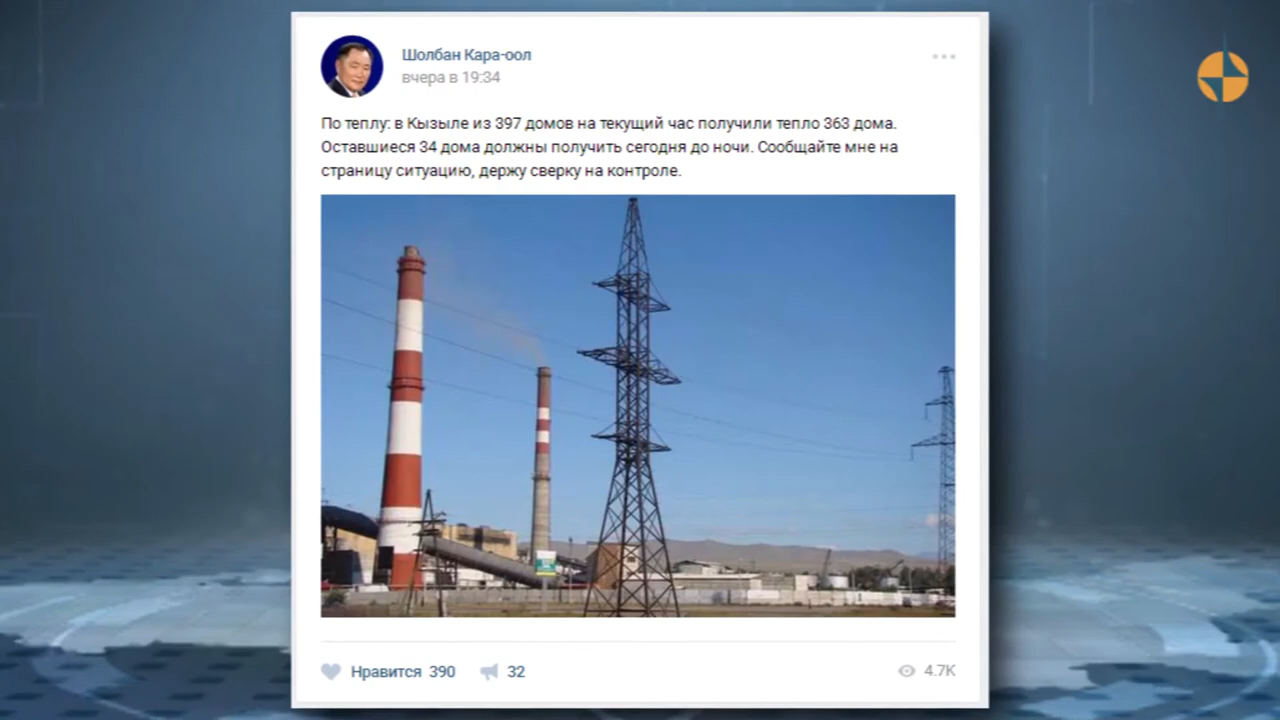 Шолбан Кара-оол
вчера в 19:34
По теплу: в Кызыле из 397 домов на текущий час получили тепло 363 дома.
Оставшиеся 34 дома должны получить сегодня до ночи. Сообщайте мне на
страницу ситуацию, держу сверку на контроле.
Нравится 390 32 4.7K